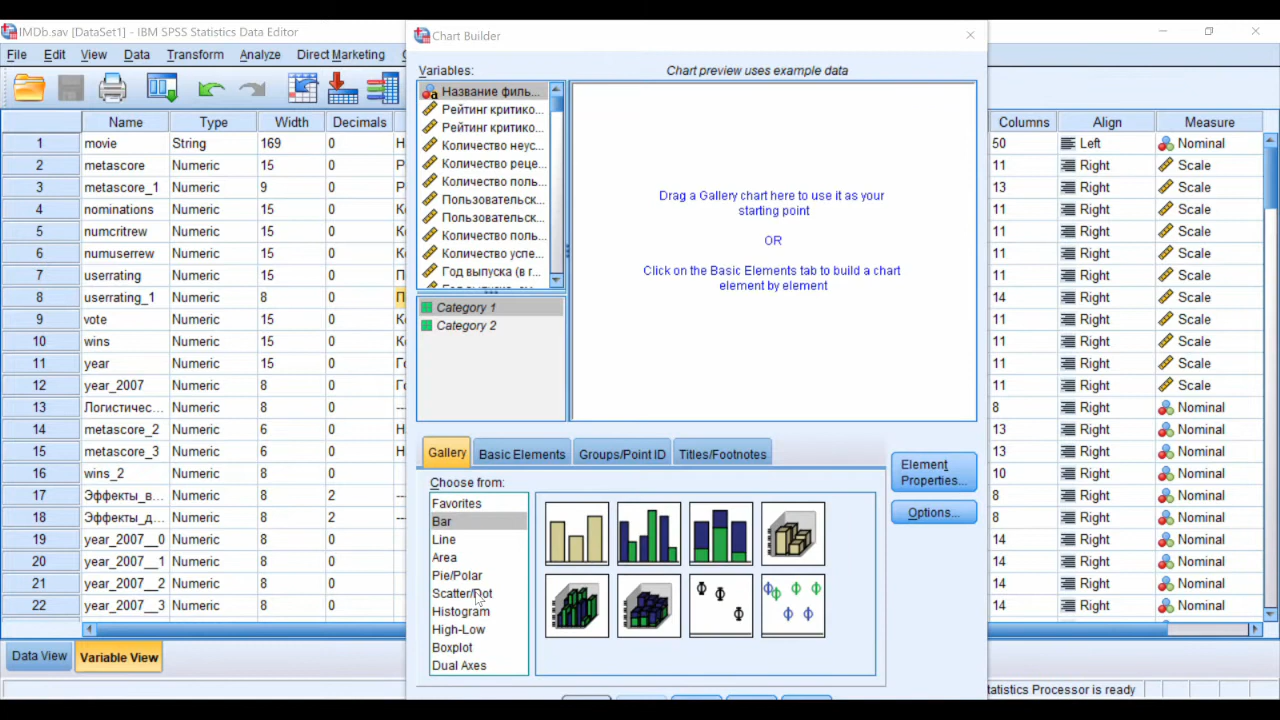 IMDb.sav [DataSet1] - IBM SPSS Statistics Data Editor
File Edit View Data Transform Analyze Direct Marketing
Chart Builder
Variables:
Название филь...
Рейтинг критико...
Рейтинг критико...
Количество неус...
Количество реце...
Количество поль...
Пользовательск...
Пользовательск...
Количество поль...
Количество успе...
Год выпуска (в г...
Category 1
Category 2
Chart preview uses example data
Drag a Gallery chart here to use it as your
starting point
OR
Click on the Basic Elements tab to build a chart
element by element
Gallery Basic Elements Groups/Point ID Titles/Footnotes
Choose from:
Favorites
Bar
Line
Area
Pie/Polar
Scatter/Dot
Histogram
High-Low
Boxplot
Dual Axes
Element
Properties...
Options...
Name Type Width Decimals Columns Align Measure
1 movie String 169 0 Н 50 Left Nominal
2 metascore Numeric 15 0 Р 11 Right Scale
3 metascore_1 Numeric 9 0 Р 13 Right Scale
4 nominations Numeric 15 0 Кс 11 Right Scale
5 numcritrew Numeric 15 0 Кс 11 Right Scale
6 numuserrew Numeric 15 0 Кс 11 Right Scale
7 userrating Numeric 15 0 П 11 Right Scale
8 userrating_1 Numeric 8 0 П 14 Right Scale
9 vote Numeric 15 0 Кс 11 Right Scale
10 wins Numeric 15 0 Кс 11 Right Scale
11 year Numeric 15 0 Го 11 Right Scale
12 year_2007 Numeric 8 0 Го 11 Right Scale
13 Логистичес... Numeric 8 0 --- 8 Right Nominal
14 metascore_2 Numeric 6 0 Н 13 Right Nominal
15 metascore_3 Numeric 6 0 Н 13 Right Nominal
16 wins_2 Numeric 8 0 --- 10 Right Nominal
17 Эффекты_в... Numeric 8 2 --- 8 Right Nominal
18 Эффекты_д... Numeric 8 2 --- 8 Right Nominal
19 year_2007__0 Numeric 8 0 --- 14 Right Nominal
20 year_2007__1 Numeric 8 0 --- 14 Right Nominal
21 year_2007__2 Numeric 8 0 --- 14 Right Nominal
22 year_2007__3 Numeric 8 0 --- 14 Right Nominal
Data View Variable View
tatistics Processor is ready